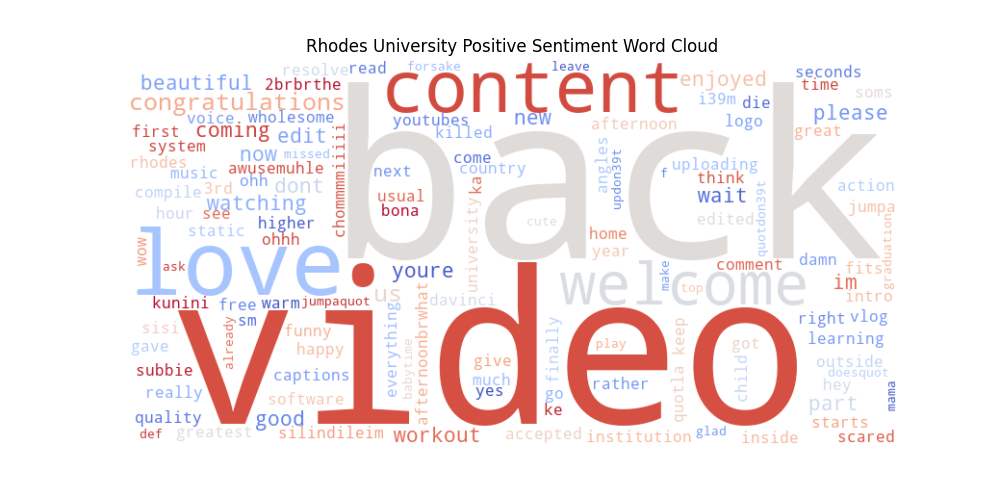 Rhodes University Positive Sentiment Word Cloud
resolve read forsake leave
beautiful 2brbrthe content enjoyed seconds time
congratulations back i39m die soms
voice wholesome youtubes new afternoon logo please
first system coming edit killed great
rhodes now missed come country angles uploading
music ohh awusemuhle next updon39t f think
compile 3rd dont chommmmiiiiii usual ka wait action
hour see watching bona university edited quotdon39t jumpa
static higher cute home graduation
wow love ohhh year damn
ask youre make comment fits
welcome top im
kunini free warm jumpaquot us davinci intro
sm video right vlog
sisi already funny everything afternoonbrwhat finally play keep got learning
gave happy babytime give outside
subbie captions much rather child doesquot
really software yes go quotla hey mama
quality good ke part
def greatest silindileim workout accepted institution glad inside starts scared